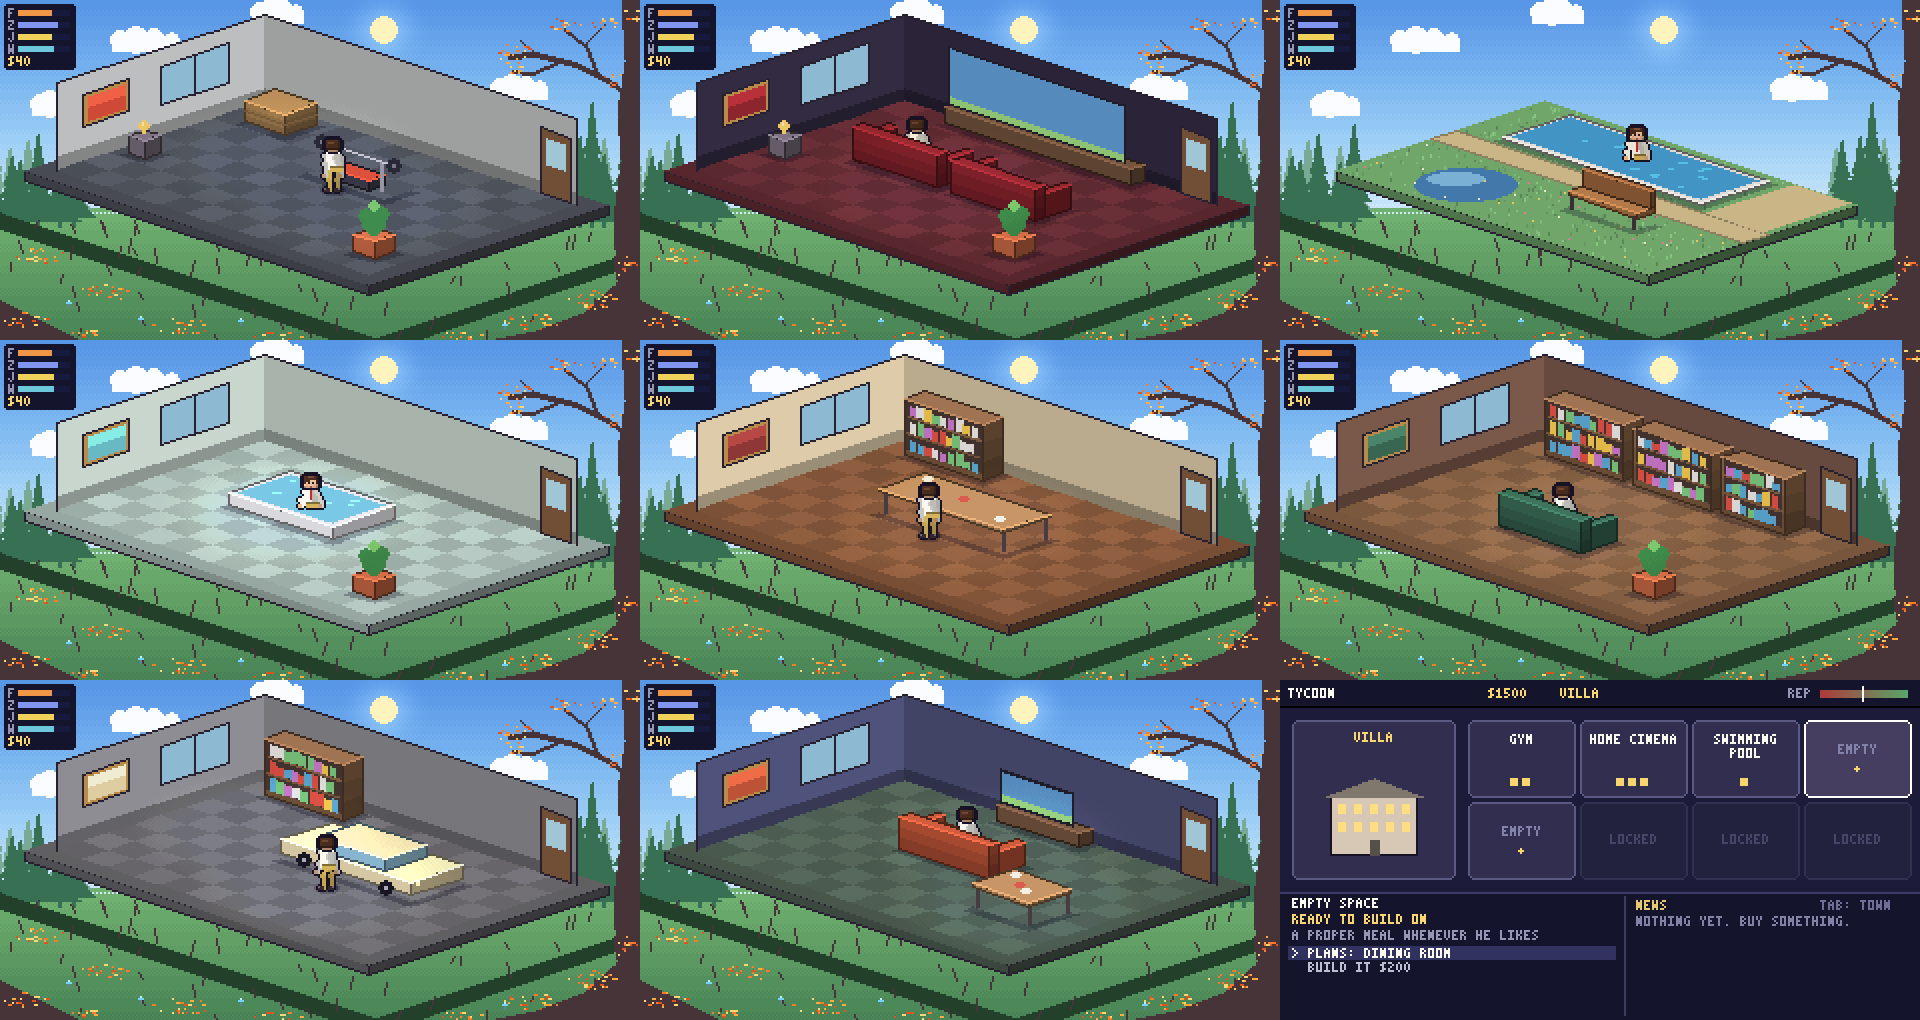 F
Z
J
W
$40
F
Z
J
W
$40
F
Z
J
W
$40
F
Z
J
W
$40
F
Z
J
W
$40
F
Z
J
W
$40
F
Z
J
W
$40
F
Z
J
W
$40
TYCOON $1500 VILLA REP
VILLA
GYM
HOME CINEMA
SWIMMING
POOL
EMPTY
+
EMPTY
+
LOCKED
LOCKED
LOCKED
EMPTY SPACE
READY TO BUILD ON
A PROPER MEAL WHENEVER HE LIKES
> PLANS: DINING ROOM
BUILD IT $200
NEWS TAB: TOWN
NOTHING YET. BUY SOMETHING.